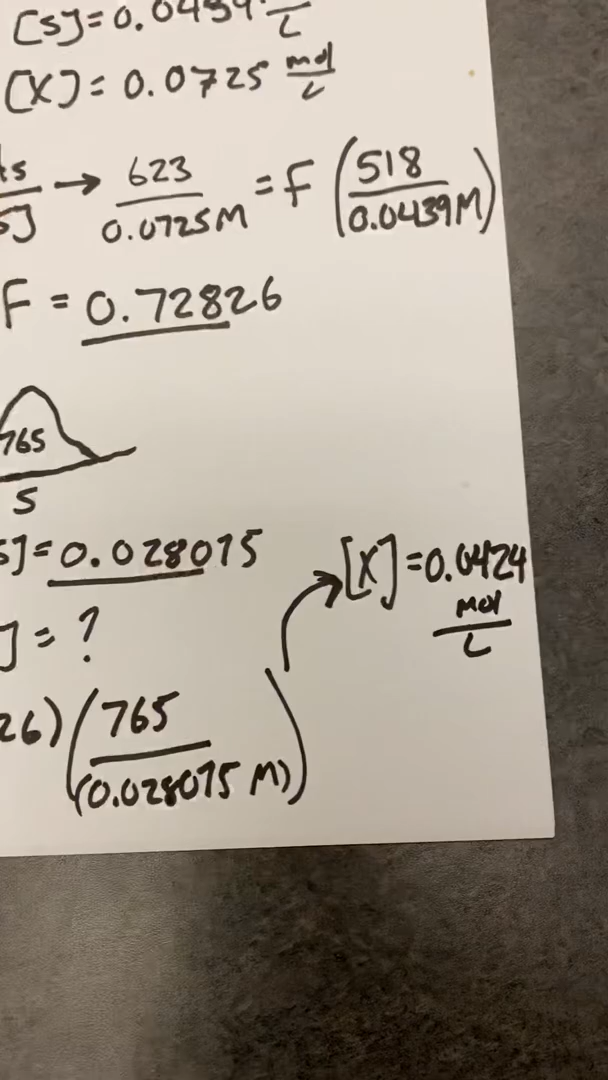 [S]=0.0439 mol/L
[X]=0.0725 mol/L
→ 623/0.0725M = F (518/0.0439M)
F = 0.72826
765
S
S]=0.028075
[X]=0.0424 mol/L
]=?
26)(765/(0.028075 M))